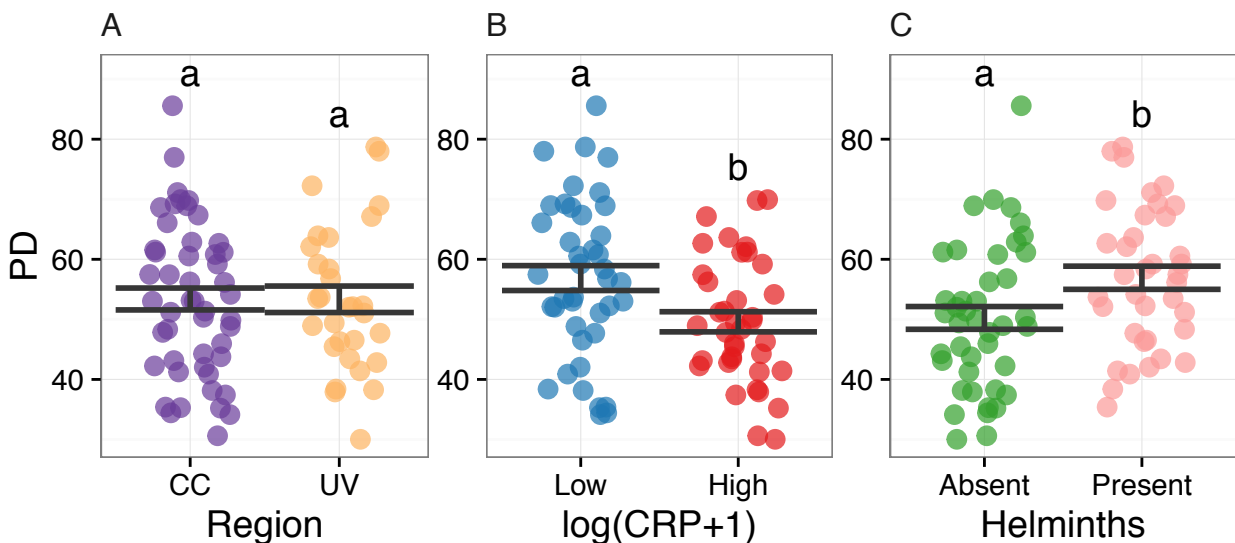 A
B
C
a
a
a
b
a
b
PD
80
60
40
80
60
40
80
60
40
CC
UV
Low
High
Absent
Present
Region
log(CRP+1)
Helminths